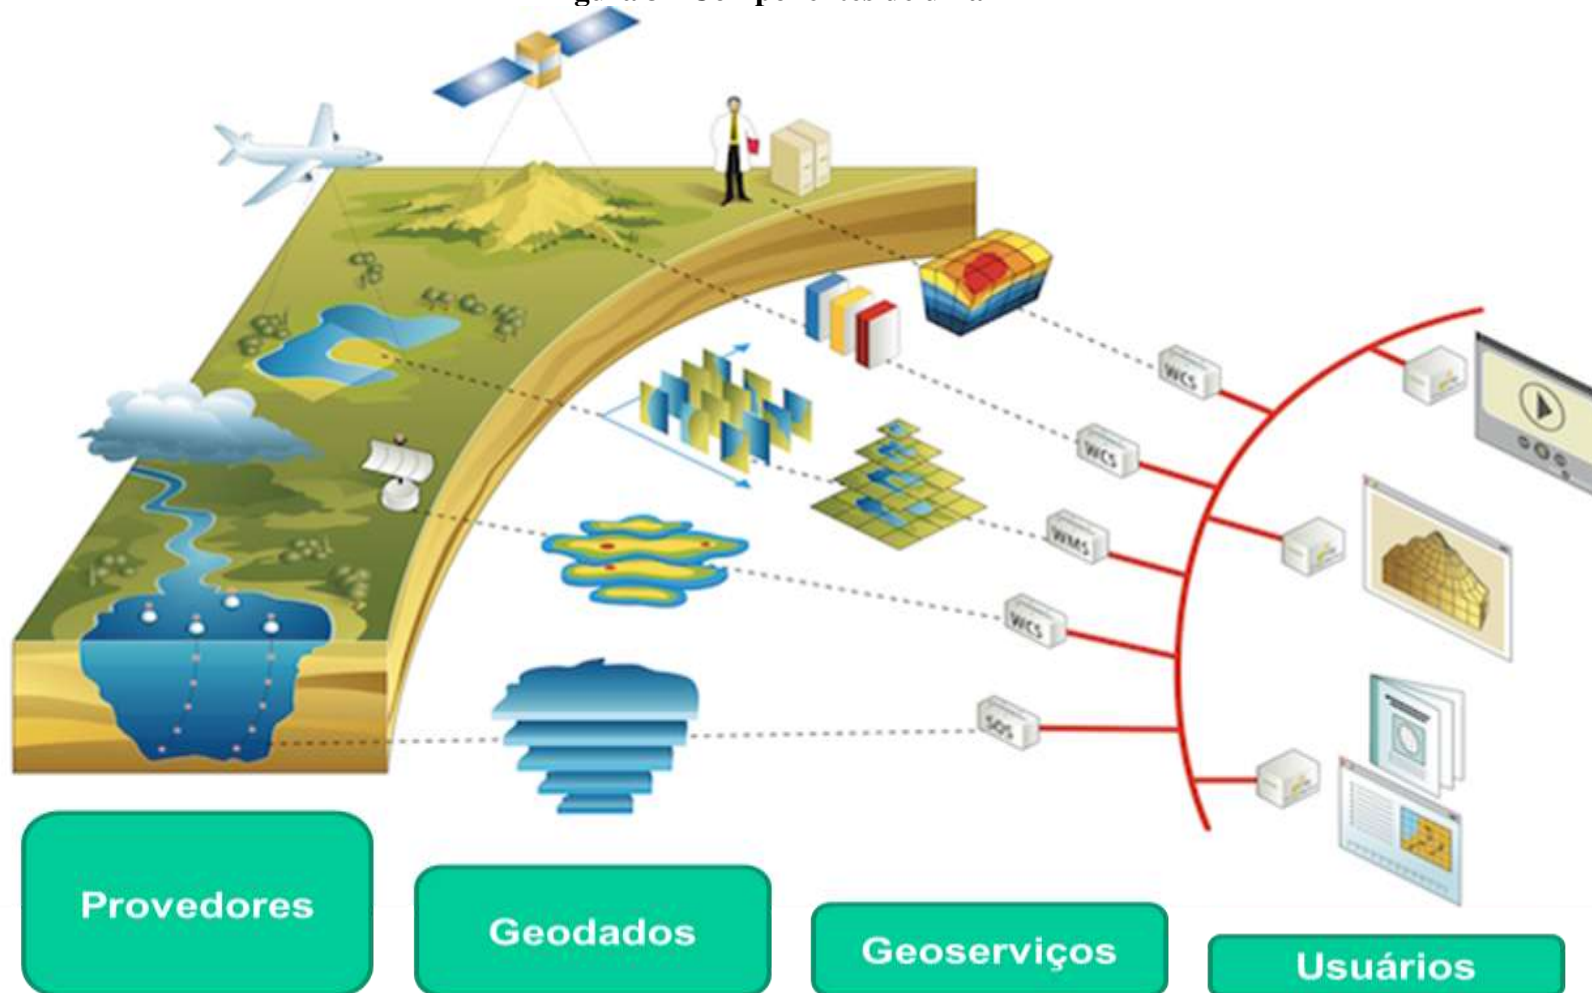 WCS
WCS
WMS
WCS
SOS
Provedores
Geodados
Geoserviços
Usuários